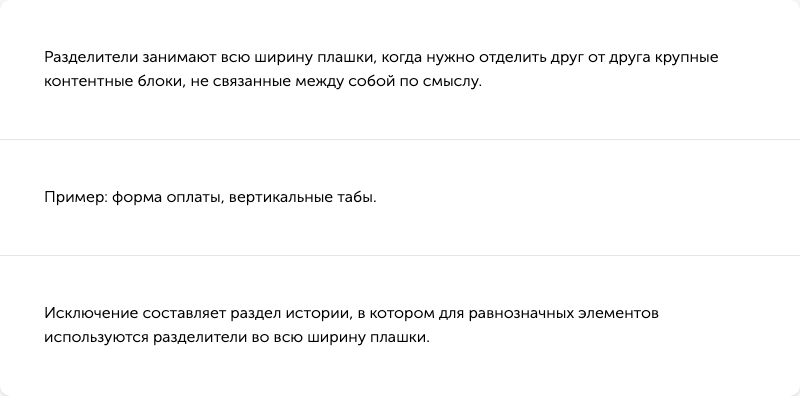 Разделители занимают всю ширину плашки, когда нужно отделить друг от друга крупные
контентные блоки, не связанные между собой по смыслу.
Пример: форма оплаты, вертикальные табы.
Исключение составляет раздел истории, в котором для равнозначных элементов
используются разделители во всю ширину плашки.